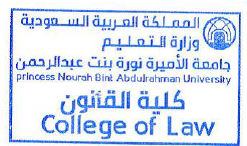 المملكة العربية السعودية
وزارة التعليم
جامعة الأميرة نورة بنت عبدالرحمن
princess Nourah Bint Abdulrahman University
كلية القانون
College of Law